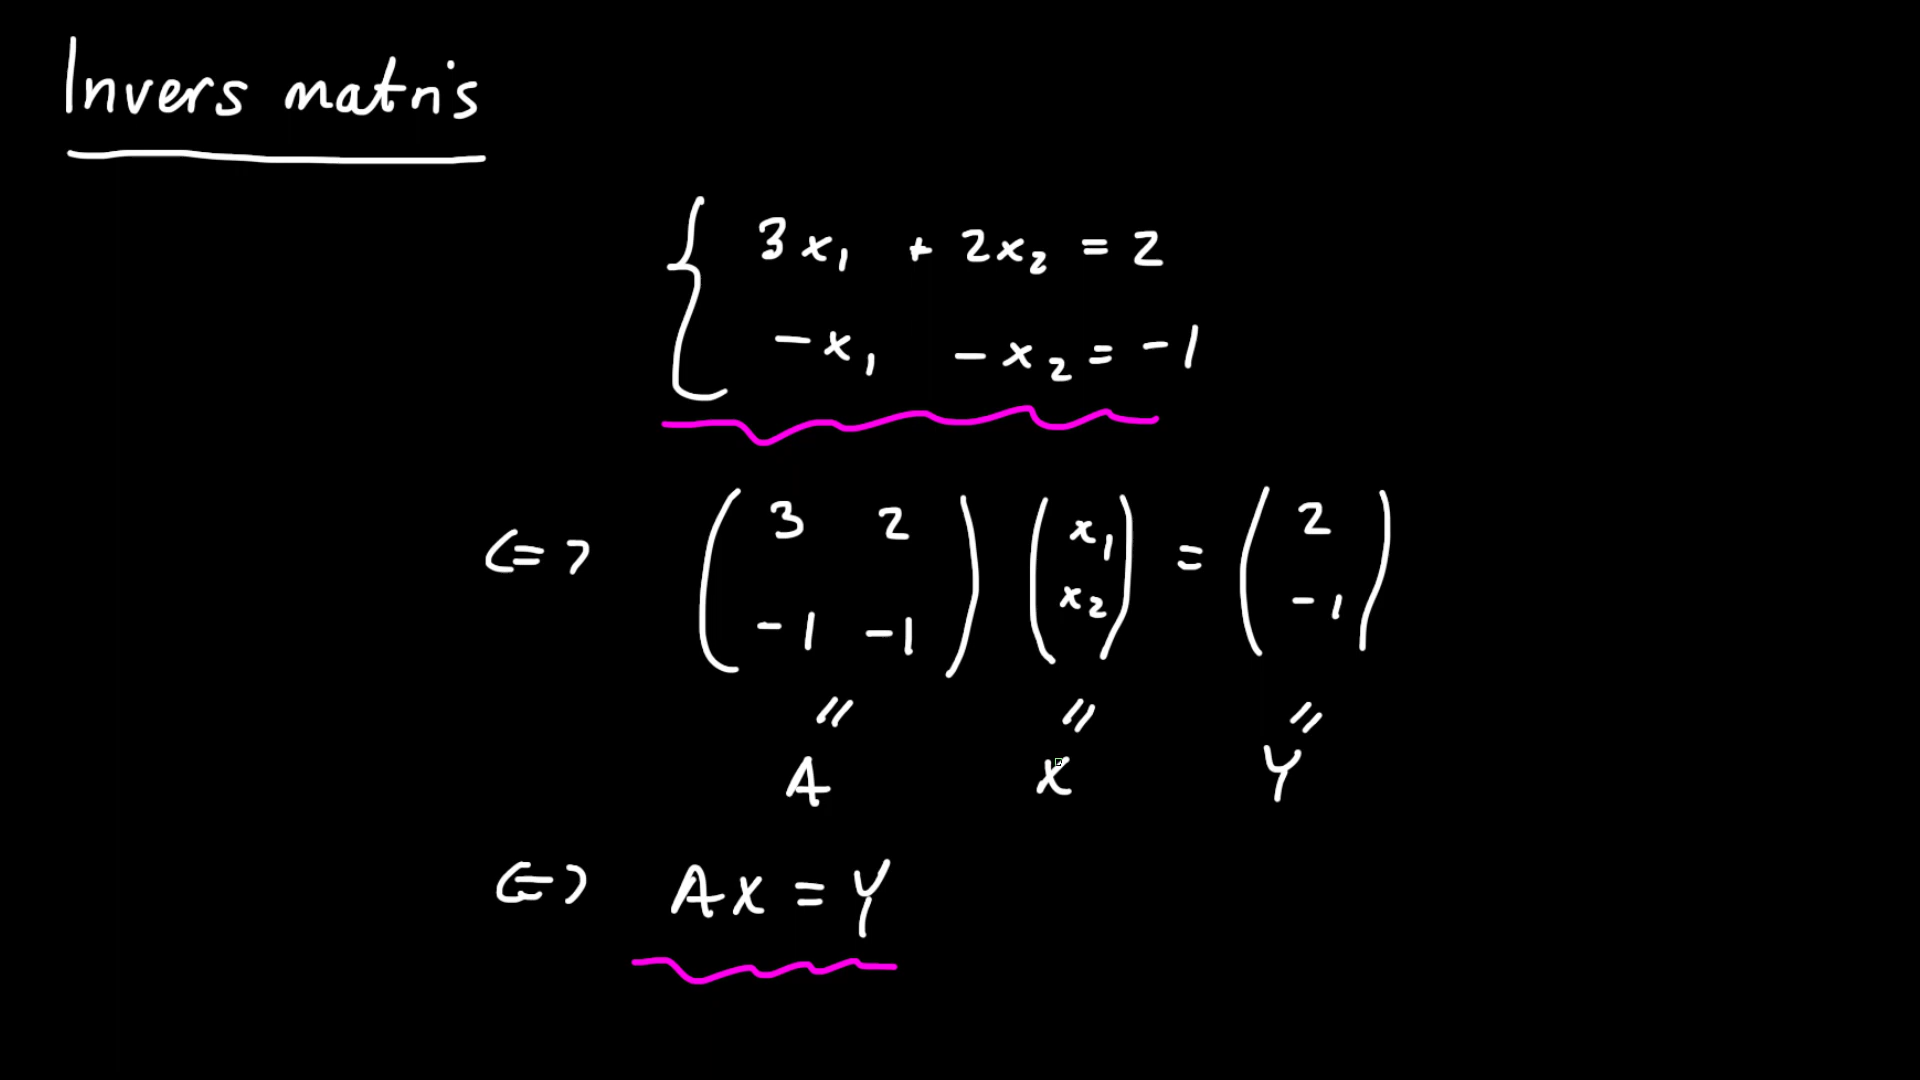 Invers matris
3x₁ + 2x₂ = 2
-x₁ -x₂ = -1
<=> ( 3 2 ) ( x₁ ) = ( 2 )
( -1 -1 ) ( x₂ ) ( -1 )
= = =
A X Y
<=> AX = Y